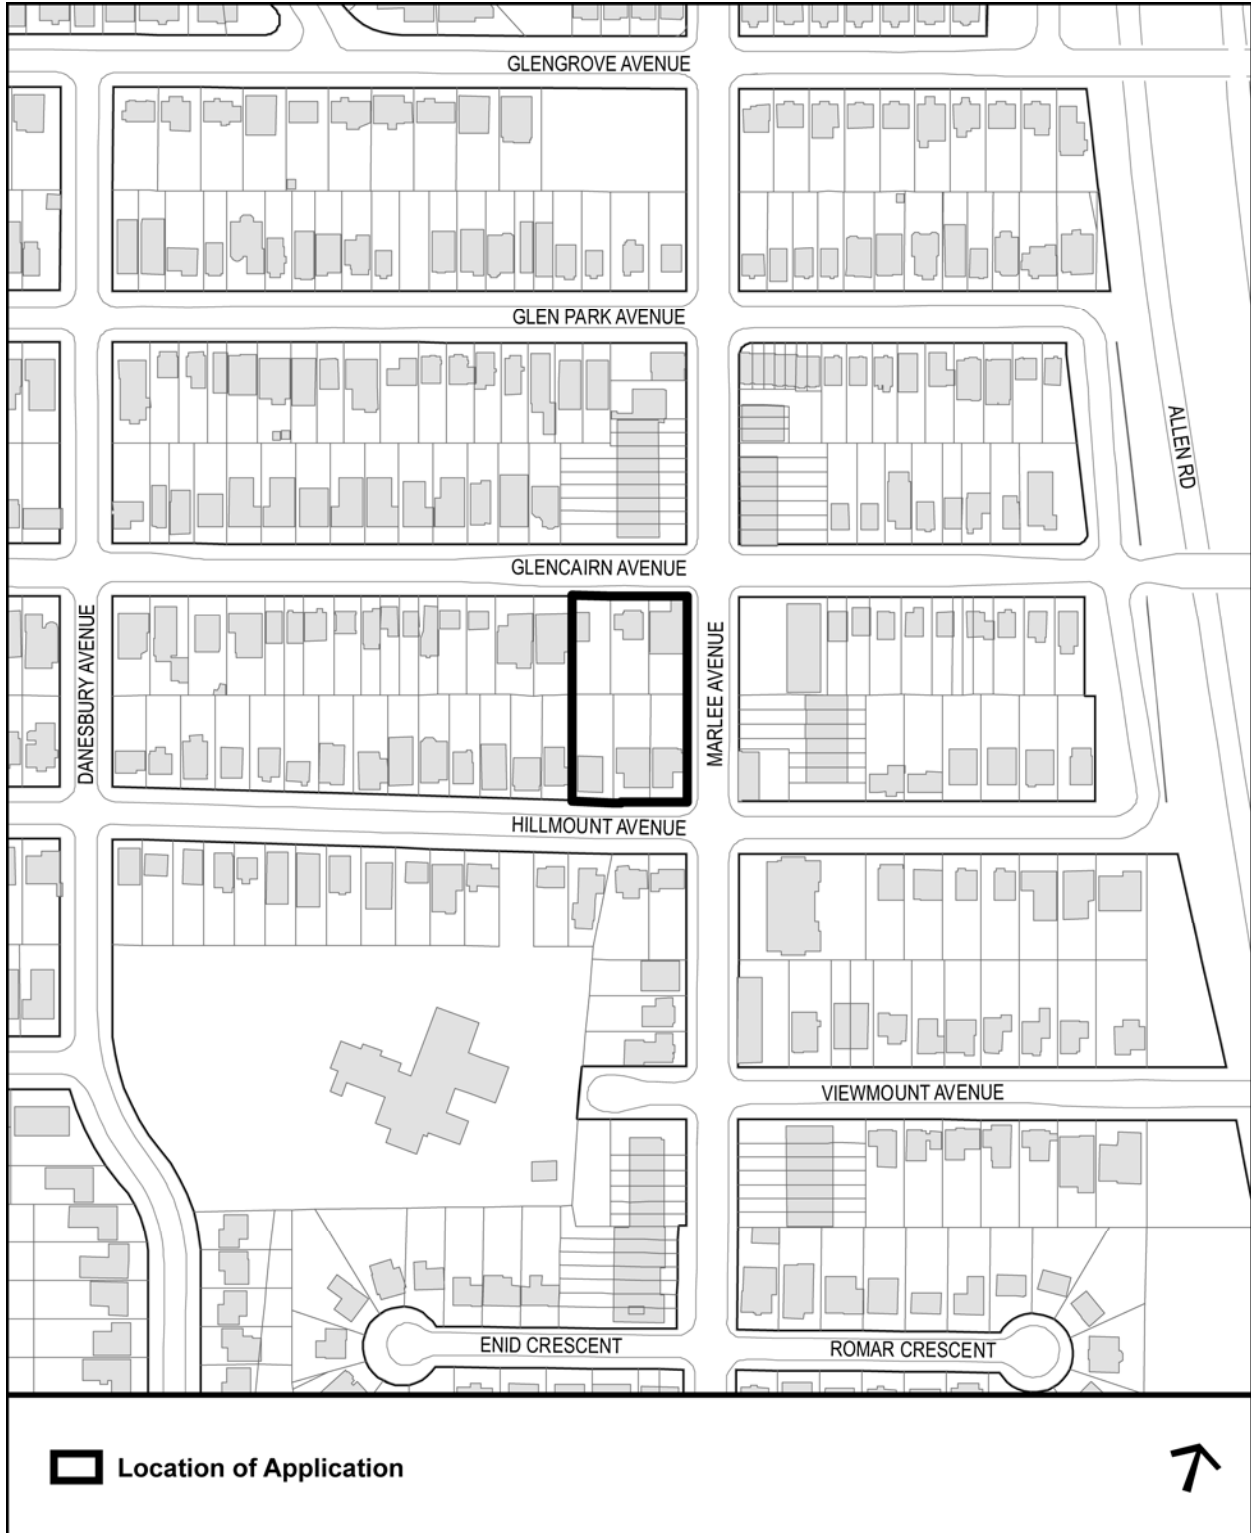 GLENGROVE AVENUE
GLEN PARK AVENUE
ALLEN RD
GLENCAIRN AVENUE
DANESBURY AVENUE
MARLEE AVENUE
HILLMOUNT AVENUE
VIEWMOUNT AVENUE
ENID CRESCENT
ROMAR CRESCENT
Location of Application